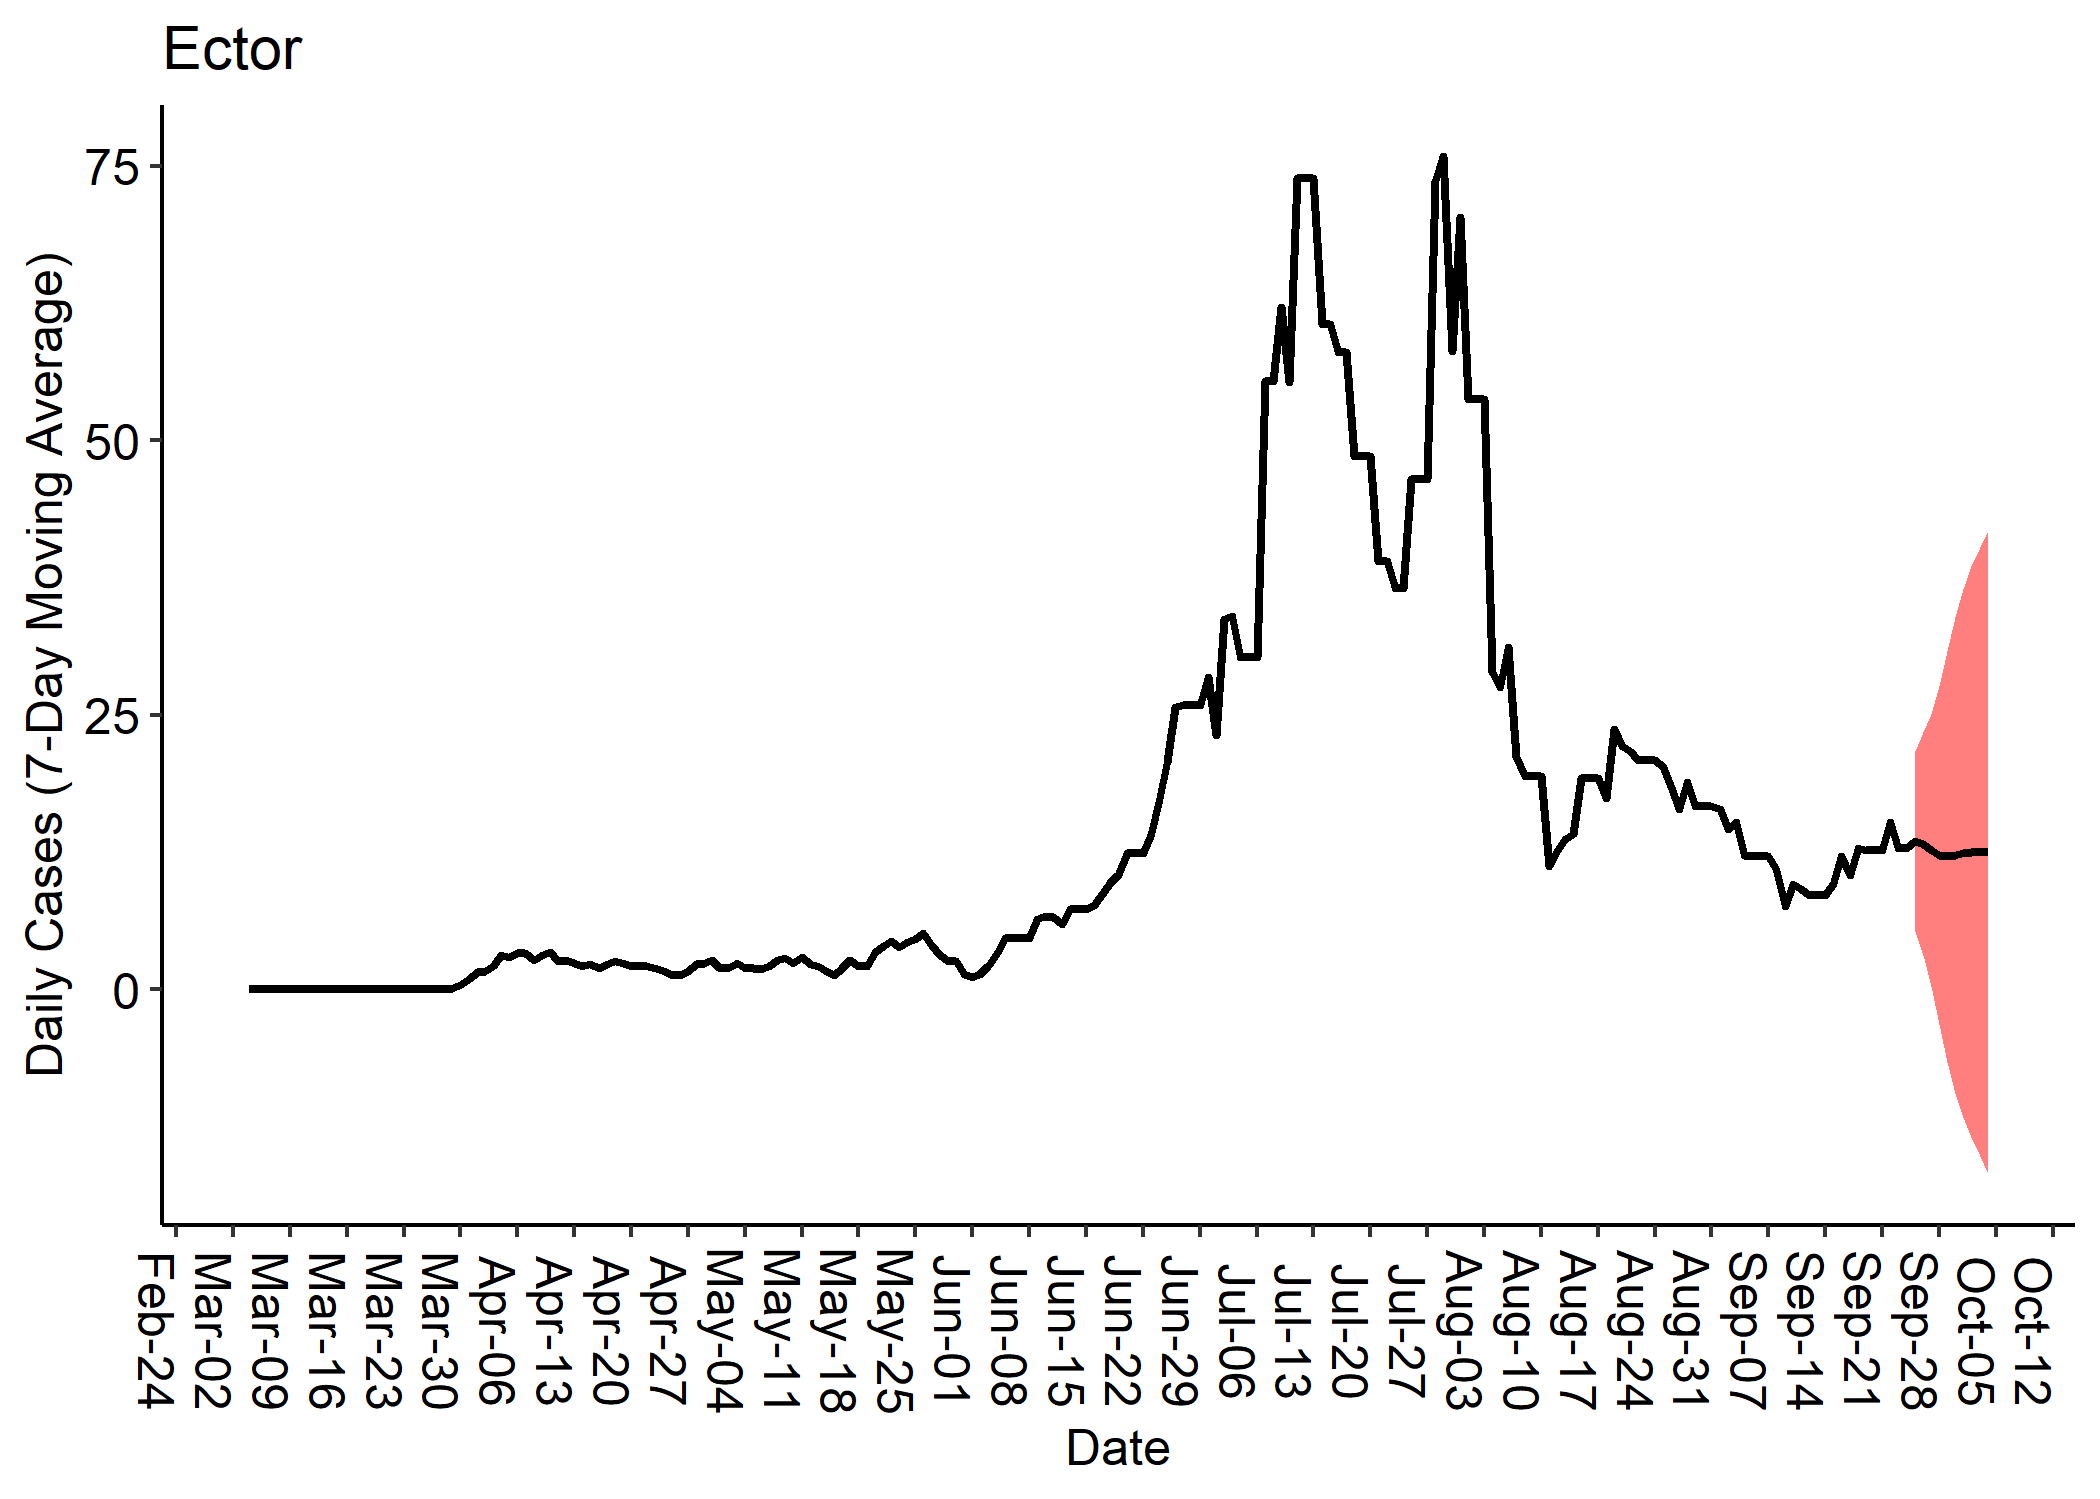 Ector
Daily Cases (7-Day Moving Average)
75
50
25
0
Feb-24
Mar-02
Mar-09
Mar-16
Mar-23
Mar-30
Apr-06
Apr-13
Apr-20
Apr-27
May-04
May-11
May-18
May-25
Jun-01
Jun-08
Jun-15
Jun-22
Jun-29
Jul-06
Jul-13
Jul-20
Jul-27
Aug-03
Aug-10
Aug-17
Aug-24
Aug-31
Sep-07
Sep-14
Sep-21
Sep-28
Oct-05
Oct-12
Date